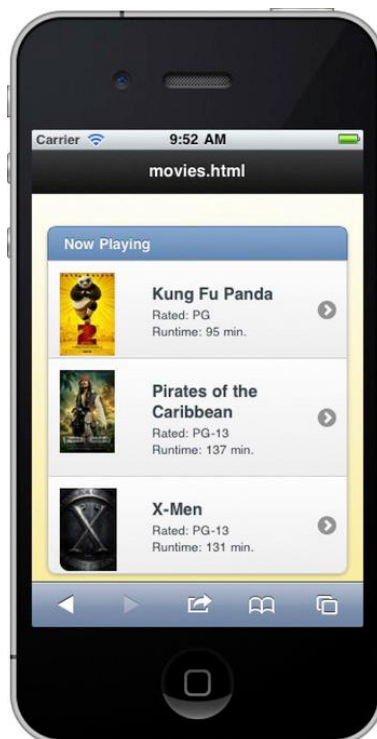 Carrier 9:52 AM
movies.html
Now Playing
2
Kung Fu Panda
Rated: PG
Runtime: 95 min.
Pirates of the
Caribbean
Rated: PG-13
Runtime: 137 min.
X
X-Men
Rated: PG-13
Runtime: 131 min.